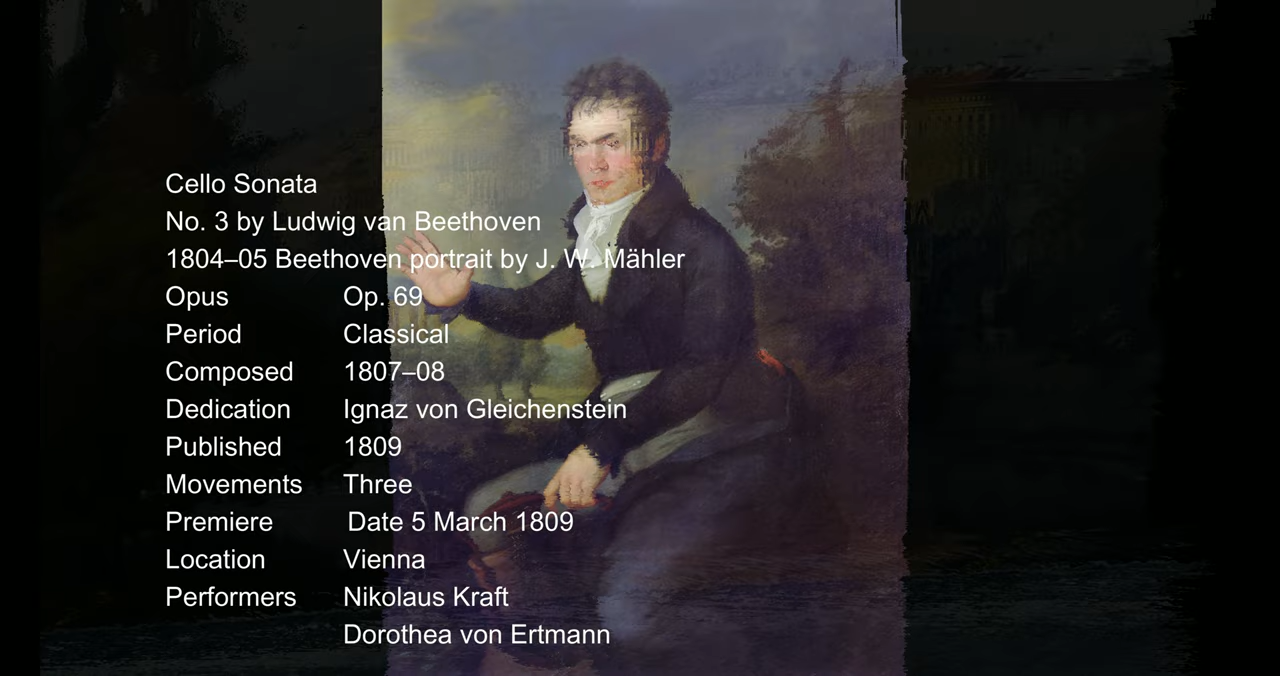 Cello Sonata
No. 3 by Ludwig van Beethoven
1804–05 Beethoven portrait by J. W. Mähler
Opus Op. 69
Period Classical
Composed 1807–08
Dedication Ignaz von Gleichenstein
Published 1809
Movements Three
Premiere Date 5 March 1809
Location Vienna
Performers Nikolaus Kraft
Dorothea von Ertmann